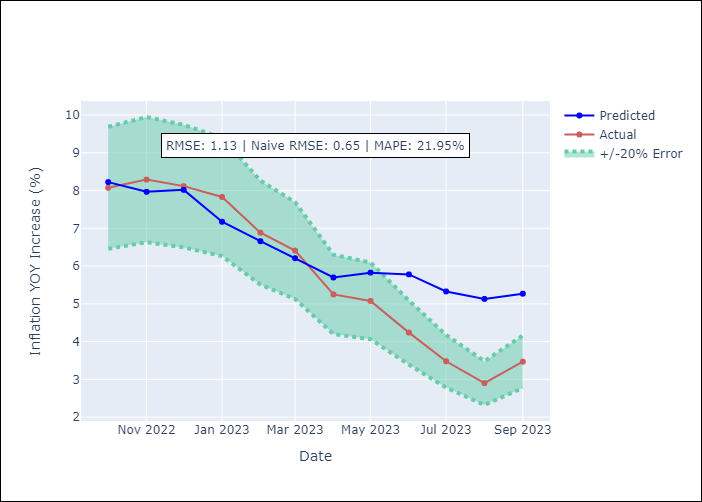 RMSE: 1.13 | Naive RMSE: 0.65 | MAPE: 21.95%
Predicted
Actual
+/-20% Error
10
9
8
7
6
5
4
3
2
Inflation YOY Increase (%)
Nov 2022 Jan 2023 Mar 2023 May 2023 Jul 2023 Sep 2023
Date